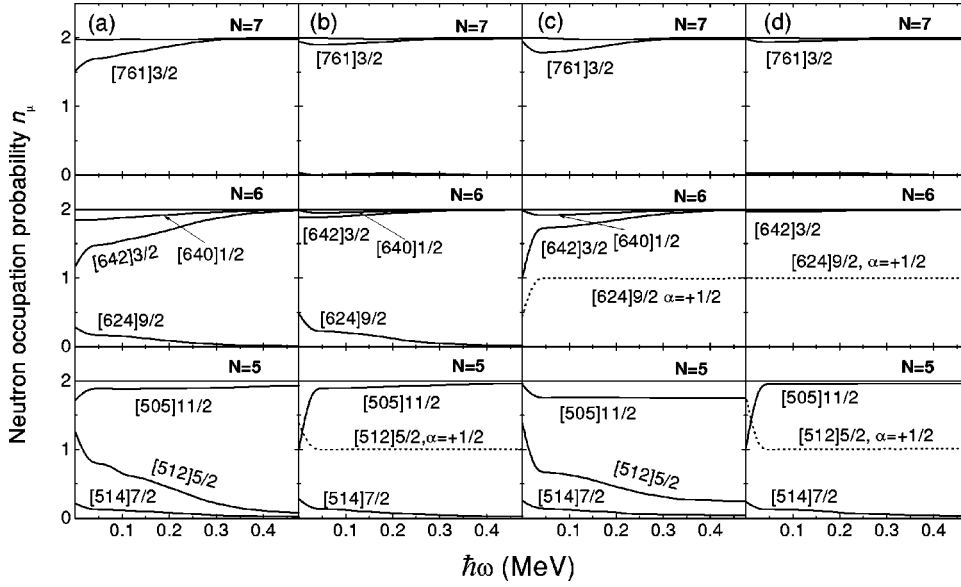 (a) N=7 (b) N=7 (c) N=7 (d) N=7
2
[761]3/2 [761]3/2 [761]3/2 [761]3/2
1
0
N=6 N=6 N=6 N=6
2
[642]3/2 [640]1/2 [642]3/2 [640]1/2 [642]3/2 [640]1/2 [642]3/2
1
[624]9/2 [624]9/2 [624]9/2 α=+1/2 [624]9/2, α=+1/2
0
N=5 N=5 N=5 N=5
2
[505]11/2 [505]11/2 [505]11/2 [505]11/2
1
[512]5/2 [512]5/2,α=+1/2 [512]5/2 [512]5/2, α=+1/2
[514]7/2 [514]7/2 [514]7/2 [514]7/2
0
0.1 0.2 0.3 0.4 0.1 0.2 0.3 0.4 0.1 0.2 0.3 0.4 0.1 0.2 0.3 0.4
ħω (MeV)
Neutron occupation probability nμ